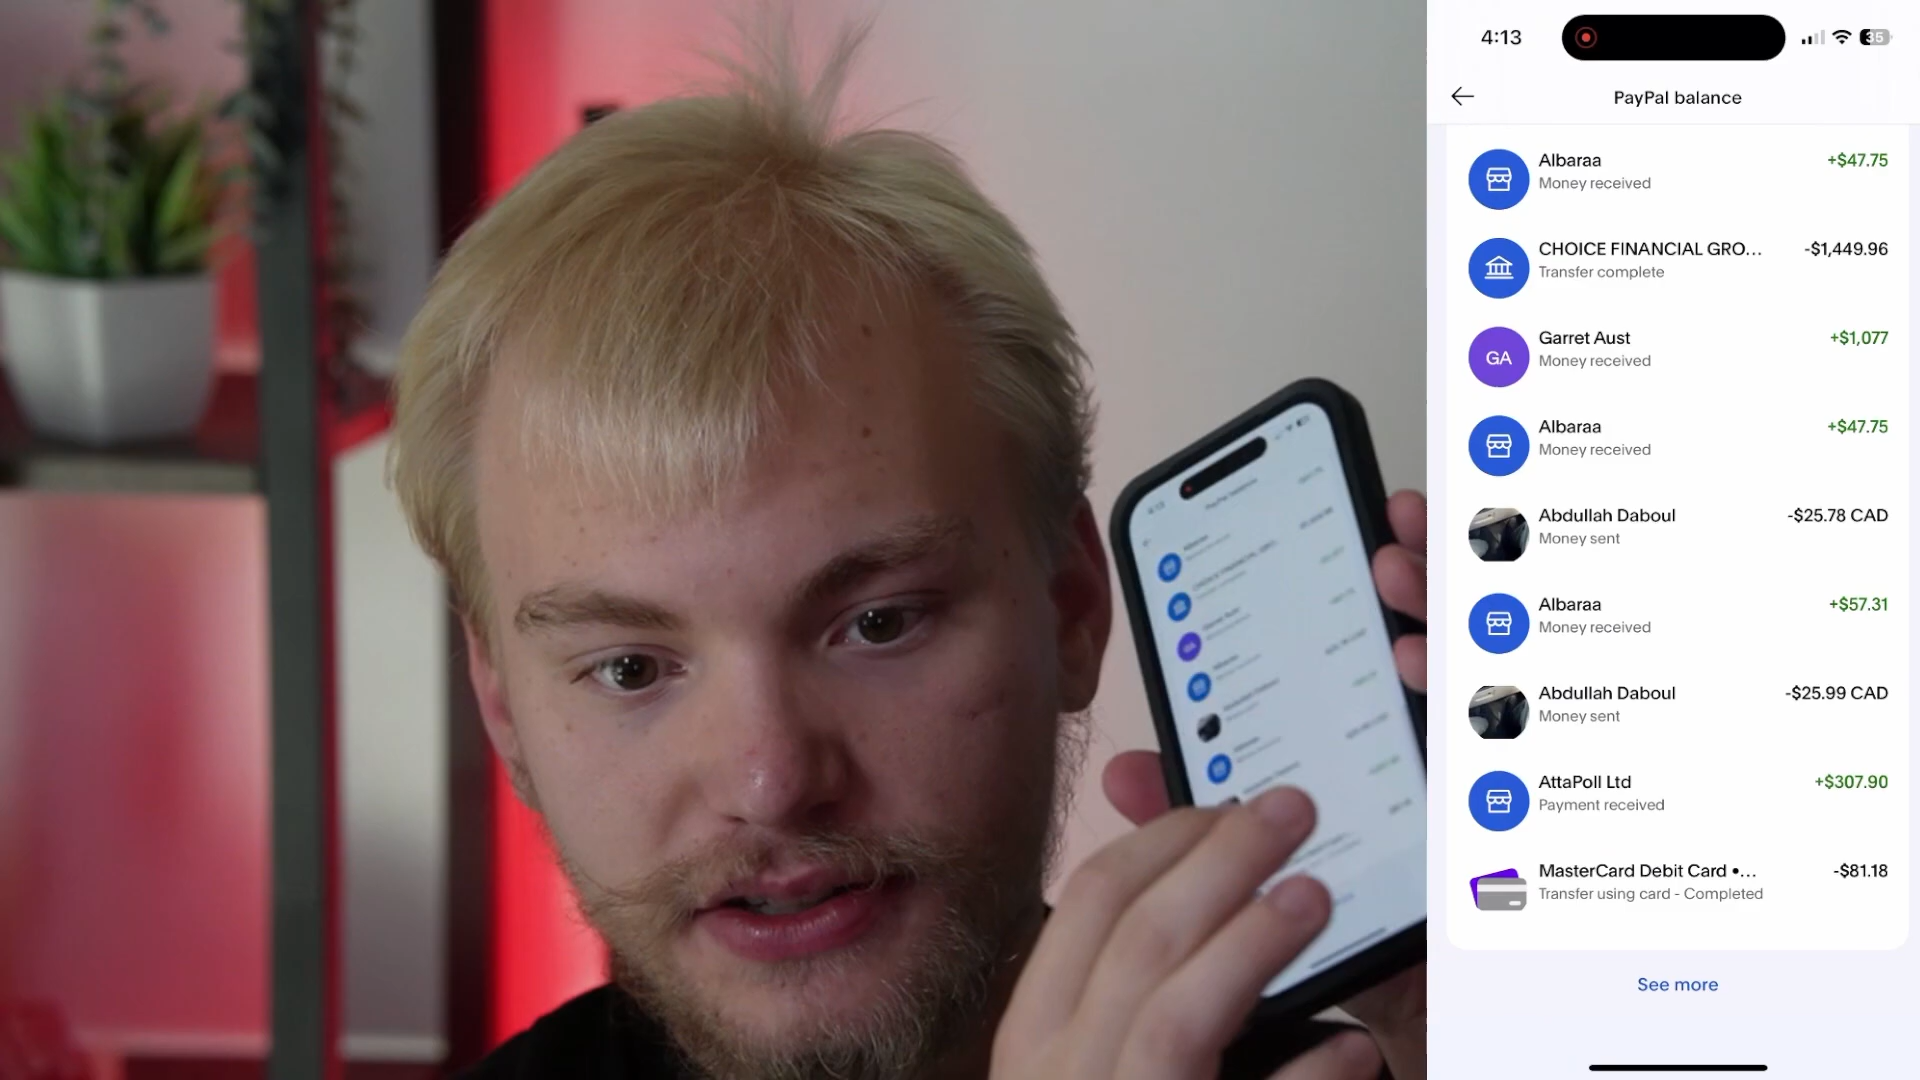 4:13
35
PayPal balance
Albaraa +$47.75
Money received
CHOICE FINANCIAL GRO... -$1,449.96
Transfer complete
GA
Garret Aust +$1,077
Money received
Albaraa +$47.75
Money received
Abdullah Daboul -$25.78 CAD
Money sent
Albaraa +$57.31
Money received
Abdullah Daboul -$25.99 CAD
Money sent
AttaPoll Ltd +$307.90
Payment received
MasterCard Debit Card •... -$81.18
Transfer using card - Completed
See more